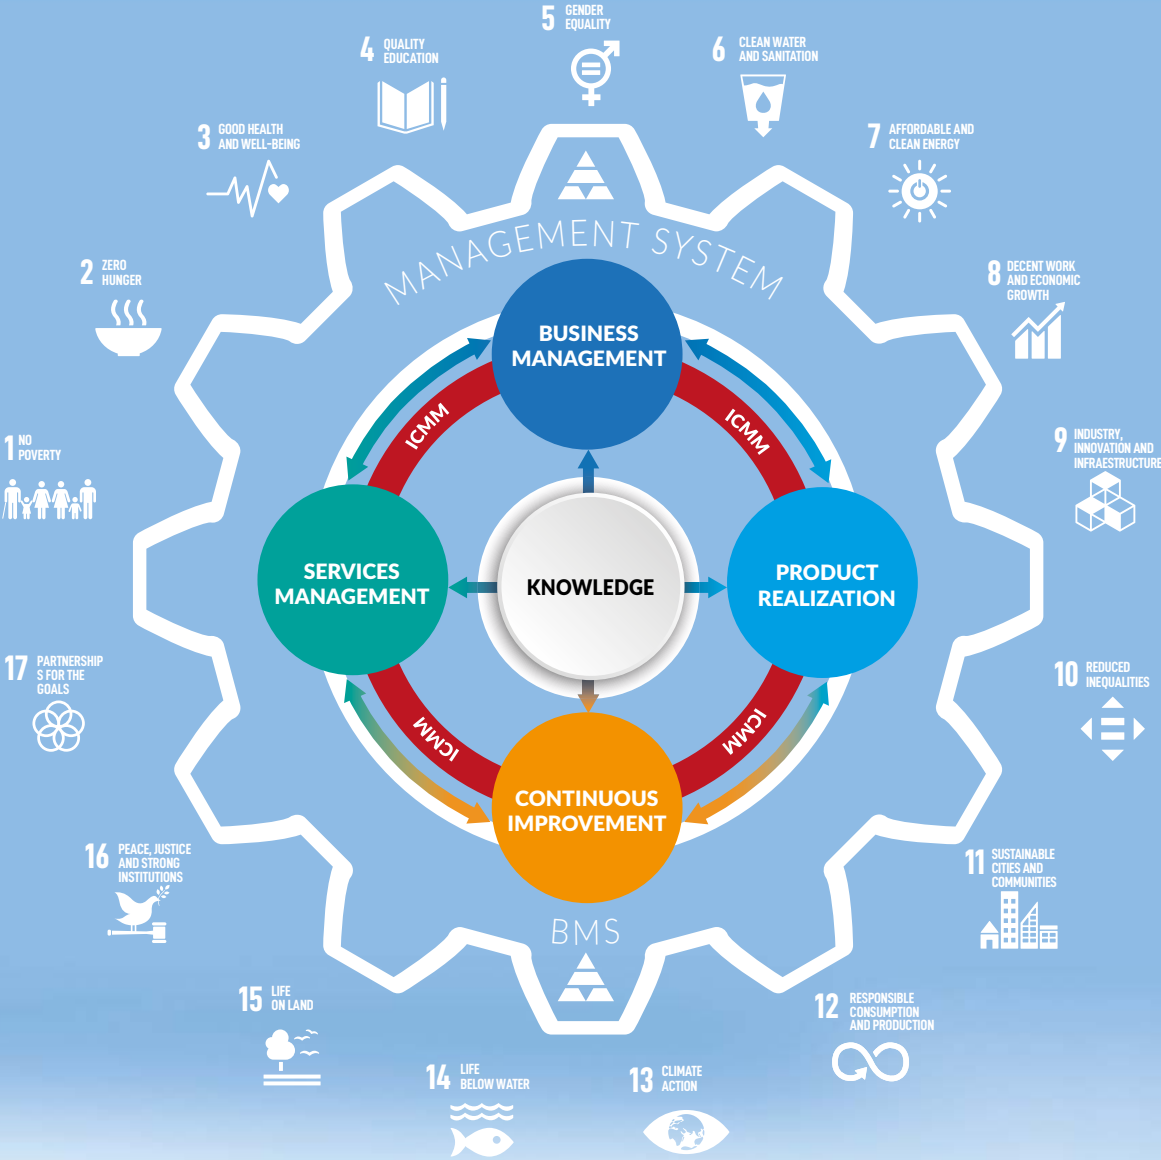 5 GENDER
EQUALITY
4 QUALITY
EDUCATION
6 CLEAN WATER
AND SANITATION
3 GOOD HEALTH
AND WELL-BEING
7 AFFORDABLE AND
CLEAN ENERGY
MANAGEMENT SYSTEM
2 ZERO
HUNGER
8 DECENT WORK
AND ECONOMIC
GROWTH
BUSINESS
MANAGEMENT
ICMM
ICMM
1 NO
POVERTY
9 INDUSTRY,
INNOVATION AND
INFRAESTRUCTURE
SERVICES
MANAGEMENT
KNOWLEDGE
PRODUCT
REALIZATION
17 PARTNERSHIP
S FOR THE
GOALS
10 REDUCED
INEQUALITIES
ICMM
ICMM
CONTINUOUS
IMPROVEMENT
16 PEACE, JUSTICE
AND STRONG
INSTITUTIONS
11 SUSTAINABLE
CITIES AND
COMMUNITIES
BMS
15 LIFE
ON LAND
12 RESPONSIBLE
CONSUMPTION
AND PRODUCTION
14 LIFE
BELOW WATER
13 CLIMATE
ACTION